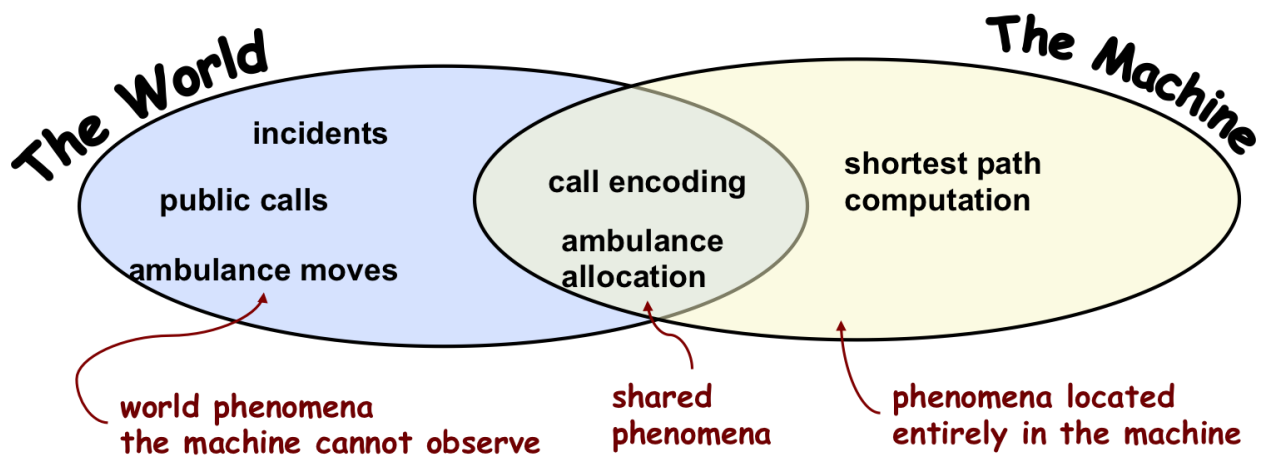 The World
The Machine
incidents
public calls
ambulance moves
call encoding
ambulance
allocation
shortest path
computation
world phenomena
the machine cannot observe
shared
phenomena
phenomena located
entirely in the machine